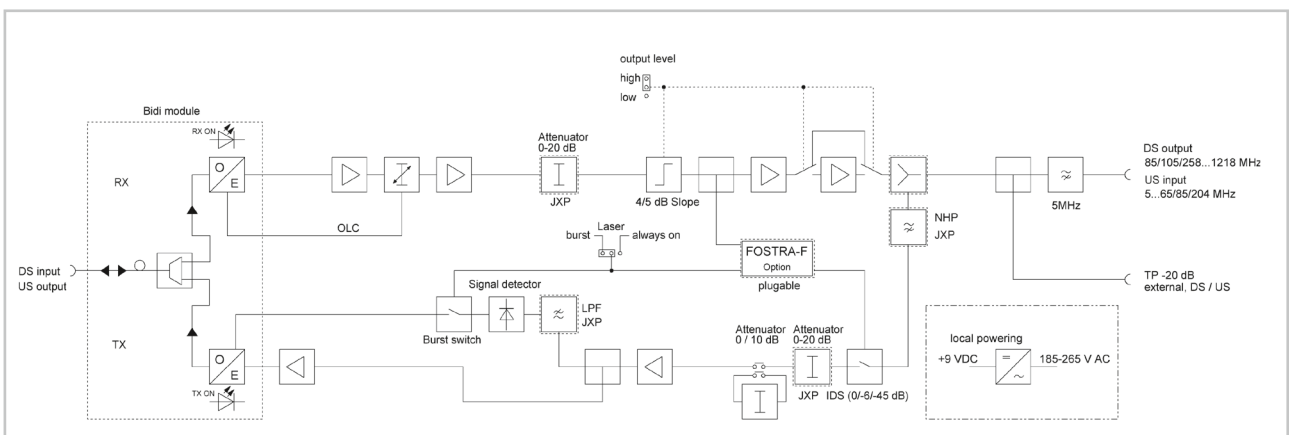 output level
high
low
Bidi module
RX ON
RX
O
E
OLC
Attenuator
0-20 dB
JXP
4/5 dB Slope
DS output
85/105/258...1218 MHz
US input
5...65/85/204 MHz
5MHz
NHP
JXP
Laser
burst
always on
FOSTRA-F
Option
plugable
DS input
US output
TP -20 dB
external, DS / US
Signal detector
LPF
JXP
Burst switch
TX
O
E
TX ON
Attenuator
0 / 10 dB
Attenuator
0-20 dB
JXP
IDS (0/-6/-45 dB)
local powering
+9 VDC
185-265 V AC